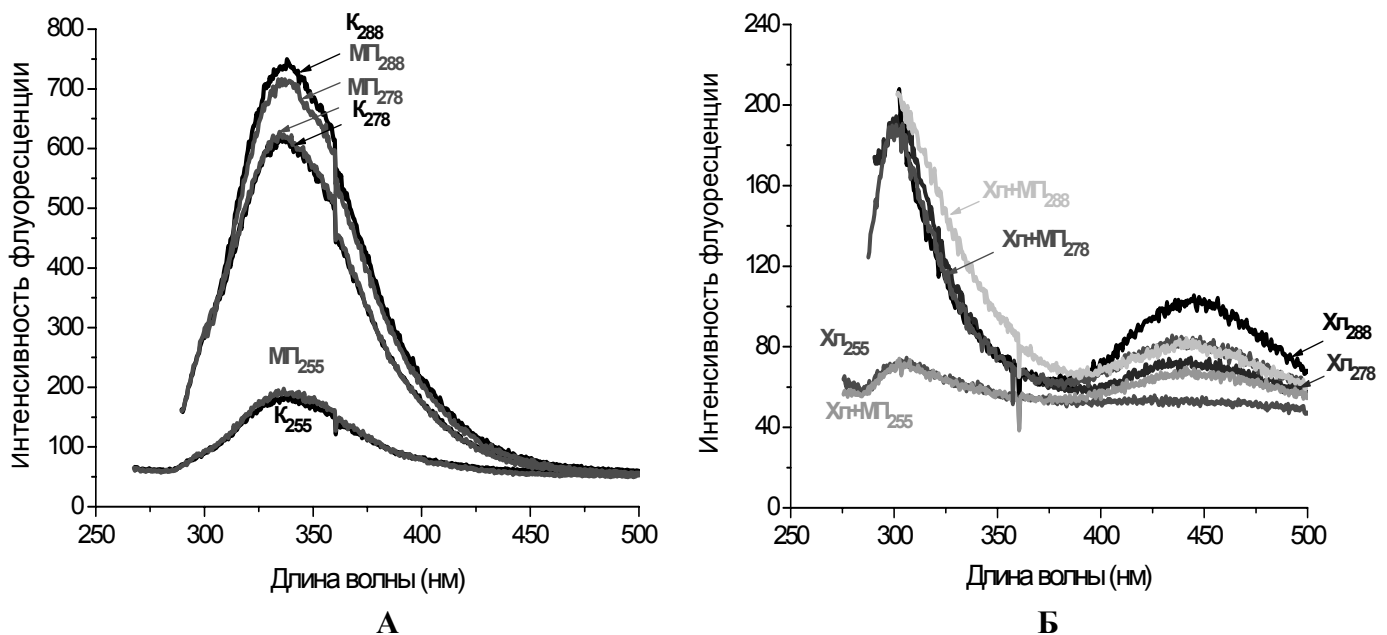 К288
МП288
МП278
К278
МП255
К255
800
700
600
500
400
300
200
100
0
250 300 350 400 450 500
Интенсивность флуоресценции
Длина волны (нм)
А
240
200
160
120
80
40
0
250 300 350 400 450 500
Интенсивность флуоресценции
Хл+МП288
Хл+МП278
Хл288
Хл255
Хл278
Хл+МП255
Длина волны (нм)
Б